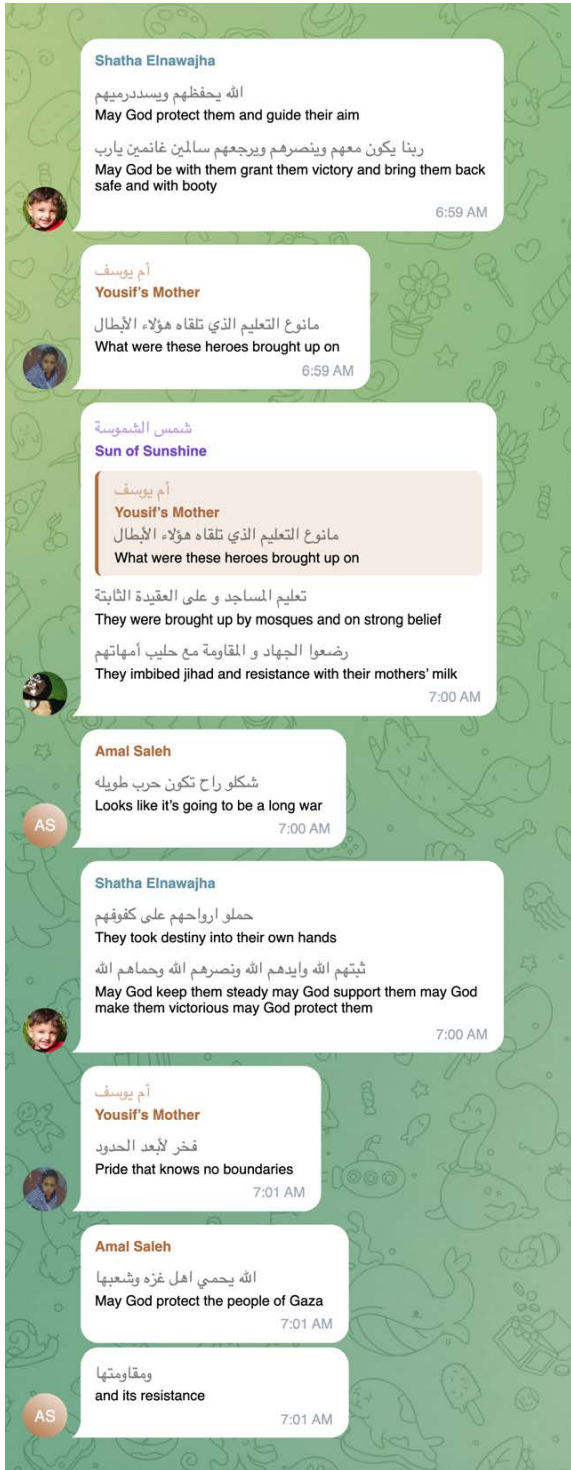 Shatha Elnawajha
الله يحفظهم ويسددرميهم
May God protect them and guide their aim
ربنا يكون معهم وينصرهم ويرجعهم سالمين غانمين يارب
May God be with them grant them victory and bring them back
safe and with booty
6:59 AM
أم يوسف
Yousif's Mother
مانوع التعليم الذي تلقاه هؤلاء الأبطال
What were these heroes brought up on
6:59 AM
شمس الشموسة
Sun of Sunshine
أم يوسف
Yousif's Mother
مانوع التعليم الذي تلقاه هؤلاء الأبطال
What were these heroes brought up on
تعليم المساجد و على العقيدة الثابتة
They were brought up by mosques and on strong belief
رضعوا الجهاد و المقاومة مع حليب أمهاتهم
They imbibed jihad and resistance with their mothers' milk
7:00 AM
Amal Saleh
شكلو راح تكون حرب طويله
Looks like it's going to be a long war
7:00 AM
AS
Shatha Elnawajha
حملو ارواحهم على كفوفهم
They took destiny into their own hands
ثبتهم الله وايدهم الله ونصرهم الله وحماهم الله
May God keep them steady may God support them may God
make them victorious may God protect them
7:00 AM
أم يوسف
Yousif's Mother
فخر لأبعد الحدود
Pride that knows no boundaries
7:01 AM
Amal Saleh
الله يحمي اهل غزه وشعبها
May God protect the people of Gaza
7:01 AM
ومقاومتها
and its resistance
7:01 AM
AS